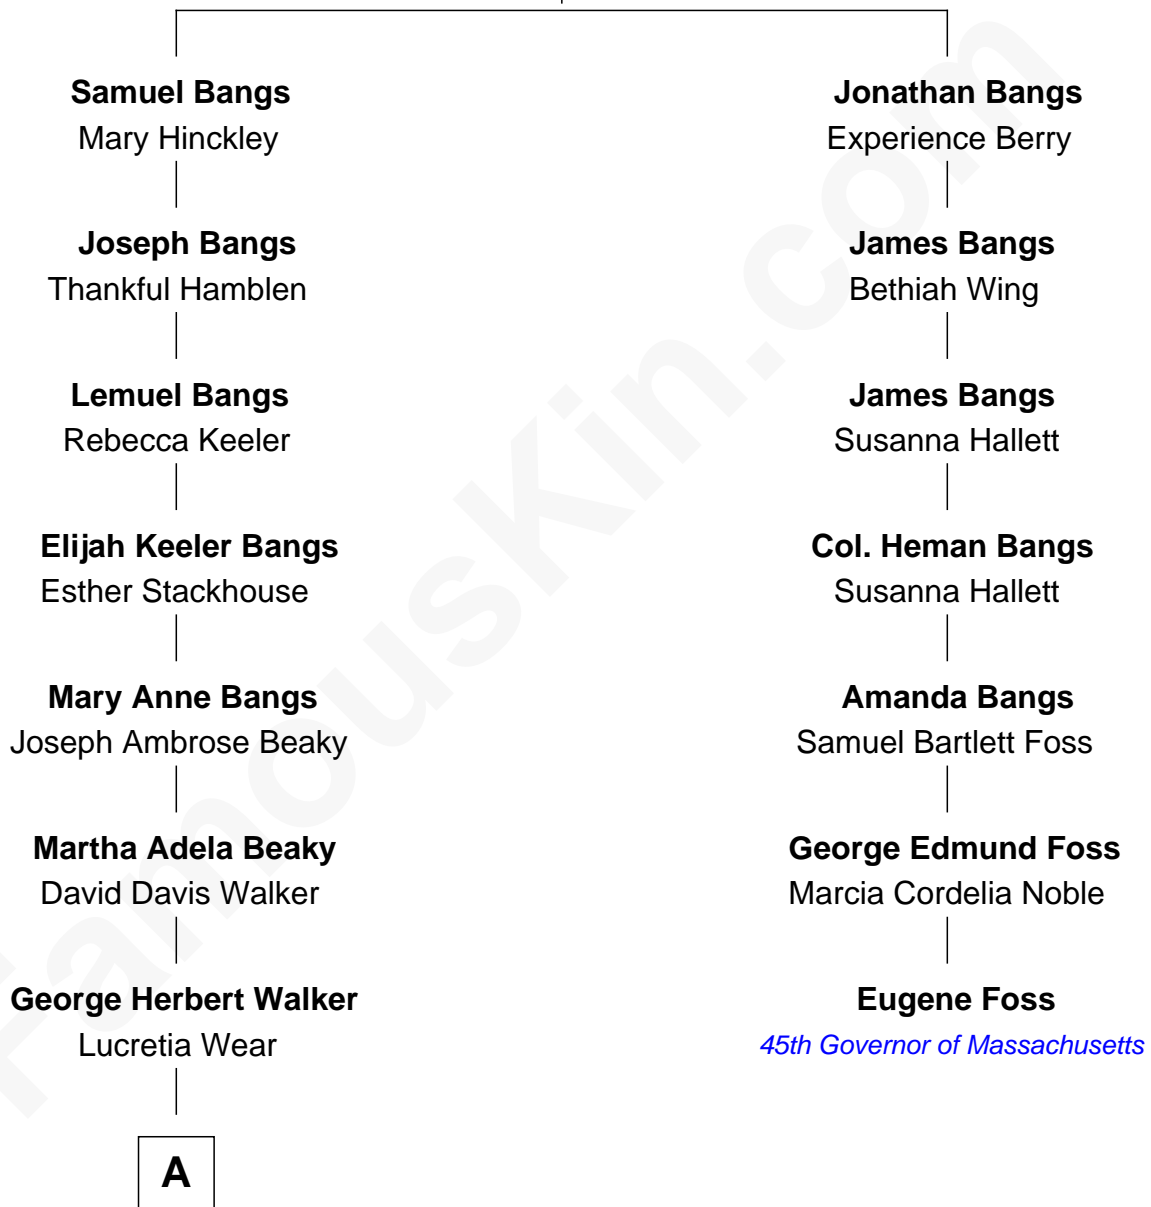 Samuel Bangs
Mary Hinckley
Joseph Bangs
Thankful Hamblen
Lemuel Bangs
Rebecca Keeler
Elijah Keeler Bangs
Esther Stackhouse
Mary Anne Bangs
Joseph Ambrose Beaky
Martha Adela Beaky
David Davis Walker
George Herbert Walker
Lucretia Wear
A
Jonathan Bangs
Experience Berry
James Bangs
Bethiah Wing
James Bangs
Susanna Hallett
Col. Heman Bangs
Susanna Hallett
Amanda Bangs
Samuel Bartlett Foss
George Edmund Foss
Marcia Cordelia Noble
Eugene Foss
45th Governor of Massachusetts
FamousKin.com